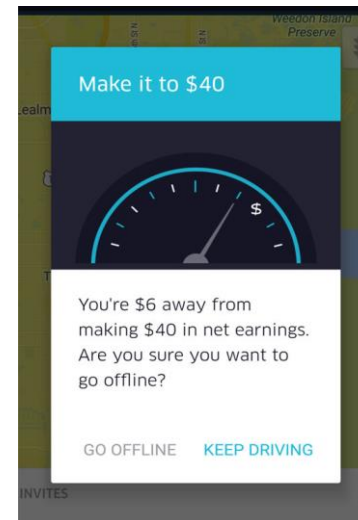 Weedon Island
Preserve
Make it to $40
$
You're $6 away from
making $40 in net earnings.
Are you sure you want to
go offline?
GO OFFLINE KEEP DRIVING
INVITES